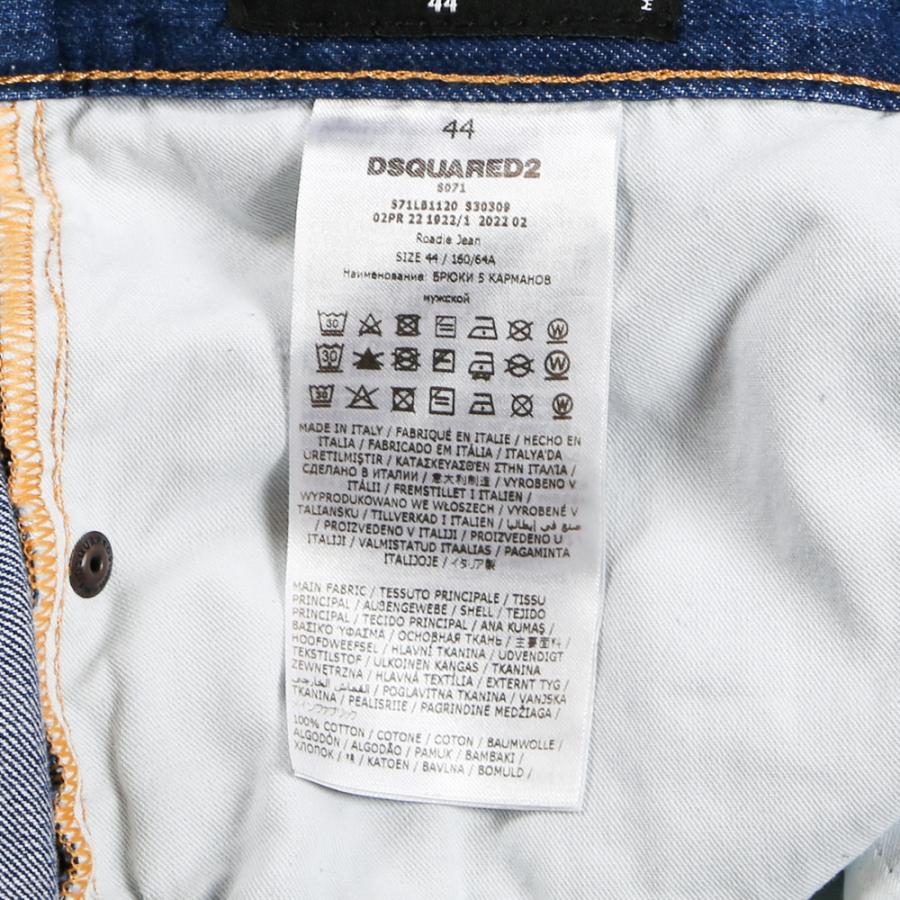 44
44
DSQUARED2
S071
S71LB1120 S30309
02PR 22 1922/1 2022 02
Roadie Jean
SIZE 44 / 160/64A
Наименование: БРЮКИ 5 КАРМАНОВ
мужской
30
W
30
W
30
W
MADE IN ITALY / FABRIQUÉ EN ITALIE / HECHO EN
ITALIA / FABRICADO EM ITÁLIA / ITALYA'DA
ÜRETILMIŞTIR / ΚΑΤΑΣΚΕΥΑΣΘΕΝ ΣΤΗΝ ΙΤΑΛΙΑ /
СДЕЛАНО В ИТАЛИИ / 意大利制造 / VYROBENO V
ITÁLII / FREMSTILLET I ITALIEN /
WYPRODUKOWANO WE WŁOSZECH / VYROBENÉ V
TALIANSKU / TILLVERKAD I ITALIEN / صنع في إيطاليا
/ PROIZVEDENO V ITALIJI / PROIZVEDENO U
ITALIJI / VALMISTATUD ITAALIAS / PAGAMINTA
ITALIJOJE / イタリア製
MAIN FABRIC / TESSUTO PRINCIPALE / TISSU
PRINCIPAL / AUßENGEWEBE / SHELL / TEJIDO
PRINCIPAL / TECIDO PRINCIPAL / ANA KUMAŞ /
ΒΑΣΙΚΟ ΥΦΑΣΜΑ / ОСНОВНАЯ ТКАНЬ / 主要面料 /
HOOFDWEEFSEL / HLAVNÍ TKANINA / UDVENDIGT
TEKSTILSTOF / ULKOINEN KANGAS / TKANINA
ZEWNĘTRZNA / HLAVNÁ TEXTÍLIA / EXTERNT TYG /
القماش الخارجي / POGLAVITNA TKANINA / VANJSKA
TKANINA / PEALISRIIE / PAGRINDINE MEDŽIAGA /
メインファブリック
100% COTTON / COTONE / COTON / BAUMWOLLE /
ALGODÓN / ALGODÃO / PAMUK / ΒΑΜΒΑΚΙ /
ХЛОПОК / 棉 / KATOEN / BAVLNA / BOMULD /